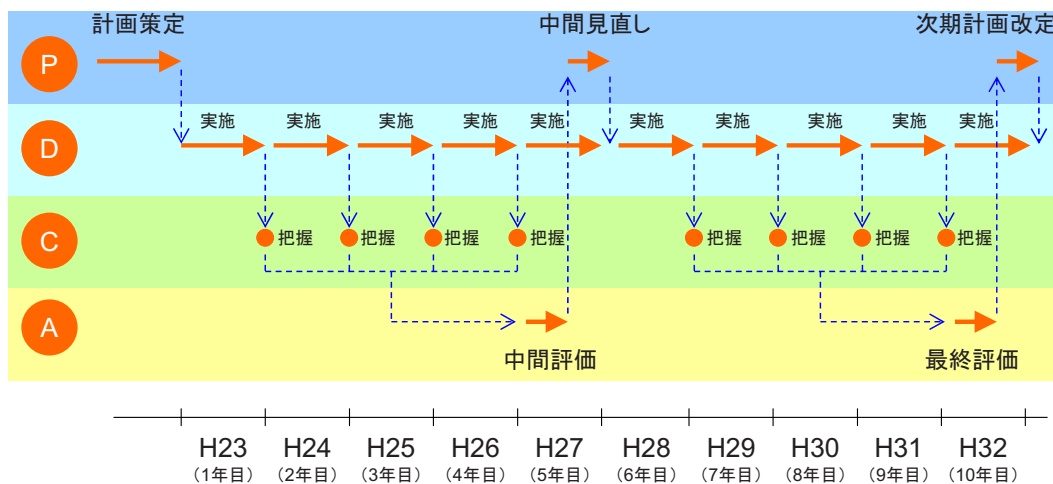 計画策定
中間見直し
次期計画改定
P
実施
実施
実施
実施
実施
実施
実施
実施
実施
実施
D
C
把握
把握
把握
把握
把握
把握
把握
把握
A
中間評価
最終評価
H23
H24
H25
H26
H27
H28
H29
H30
H31
H32
(1年目)
(2年目)
(3年目)
(4年目)
(5年目)
(6年目)
(7年目)
(8年目)
(9年目)
(10年目)